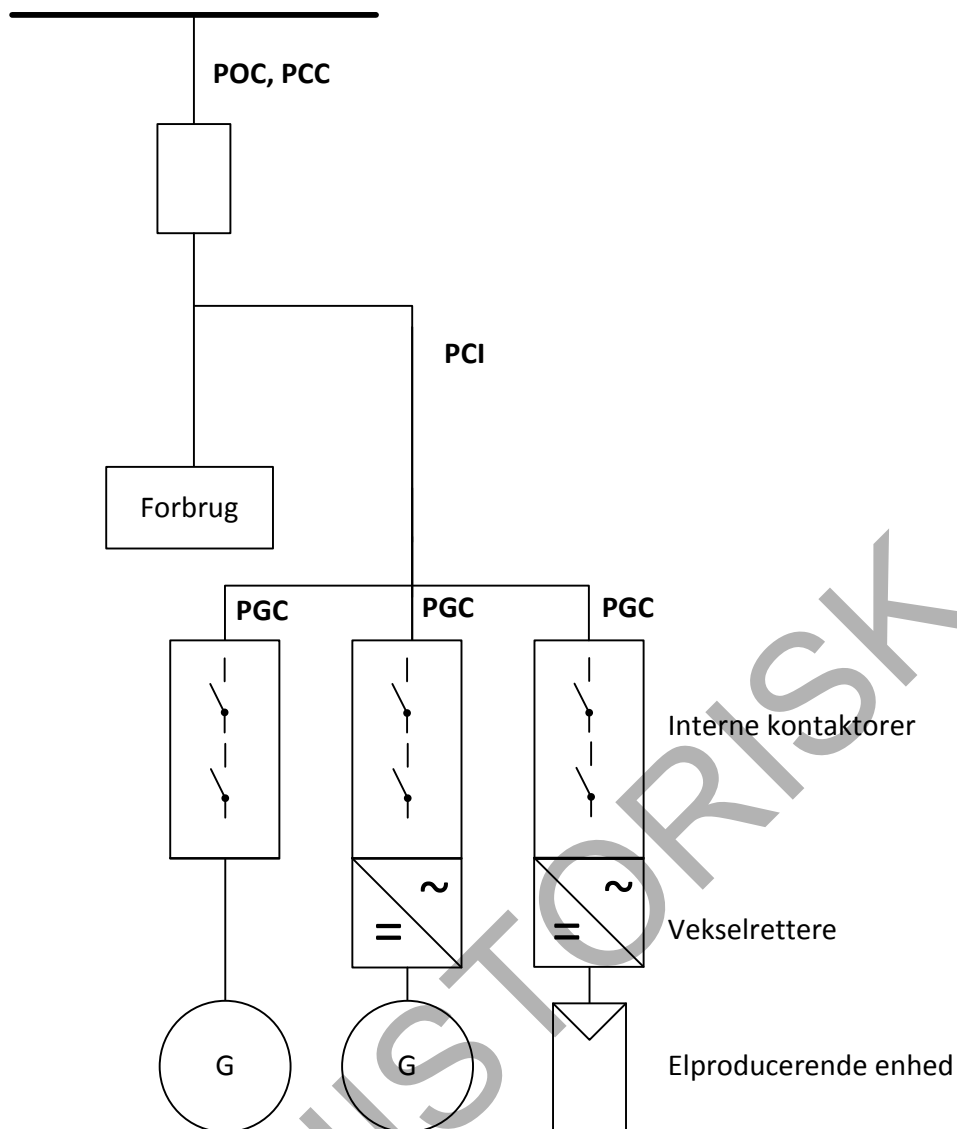 POC, PCC
PCI
Forbrug
PGC
PGC
PGC
Interne kontaktorer
~
~
=
=
Vekselrettere
G
G
Elproducerende enhed
HISTORISK